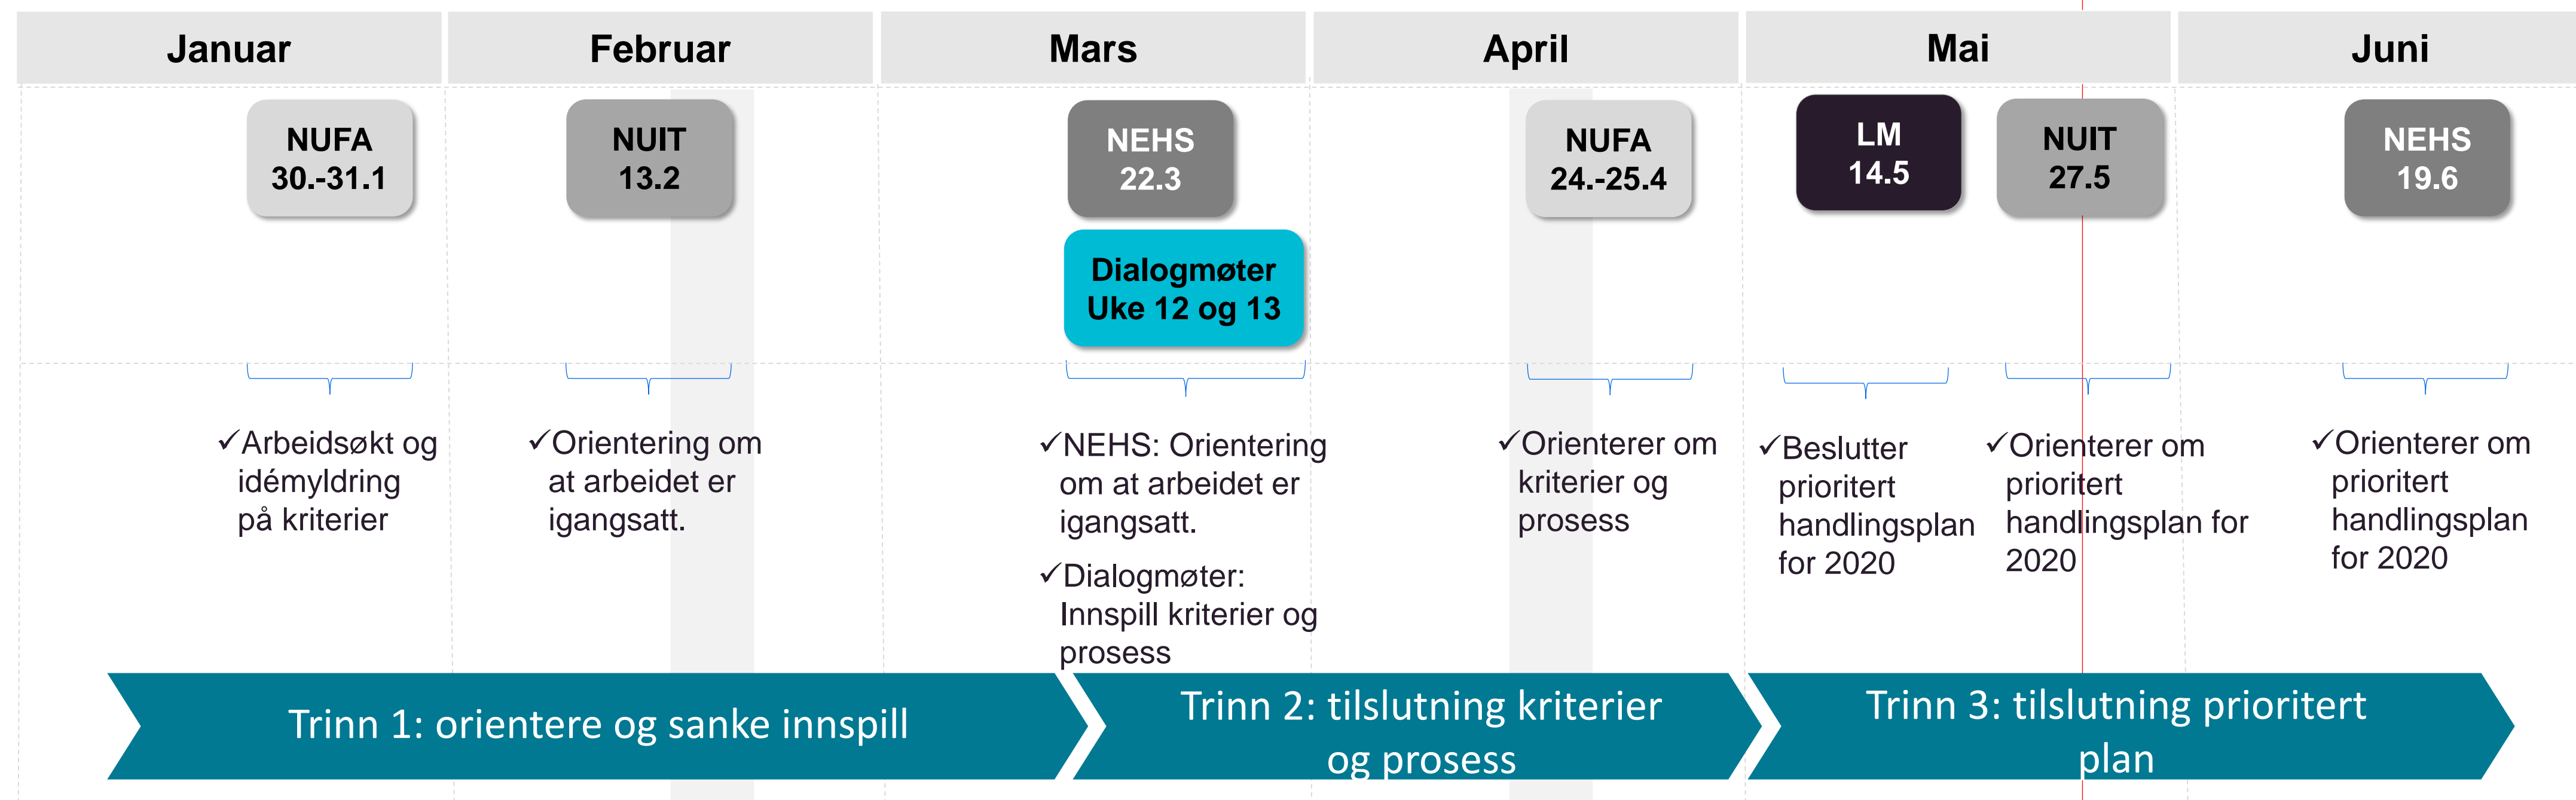 Januar
Februar
Mars
April
Mai
Juni
NUFA
30.-31.1
NUIT
13.2
NEHS
22.3
NUFA
24.-25.4
LM
14.5
NUIT
27.5
NEHS
19.6
Dialogmøter
Uke 12 og 13
✓Arbeidsøkt og
idémyldring
på kriterier
✓Orientering om
at arbeidet er
igangsatt.
✓NEHS: Orientering
om at arbeidet er
igangsatt.
✓Dialogmøter:
Innspill kriterier og
prosess
✓Orienterer om
kriterier og
prosess
✓Beslutter
prioritert
handlingsplan
for 2020
✓Orienterer om
prioritert
handlingsplan for
2020
✓Orienterer om
prioritert
handlingsplan
for 2020
Trinn 1: orientere og sanke innspill
Trinn 2: tilslutning kriterier
og prosess
Trinn 3: tilslutning prioritert
plan